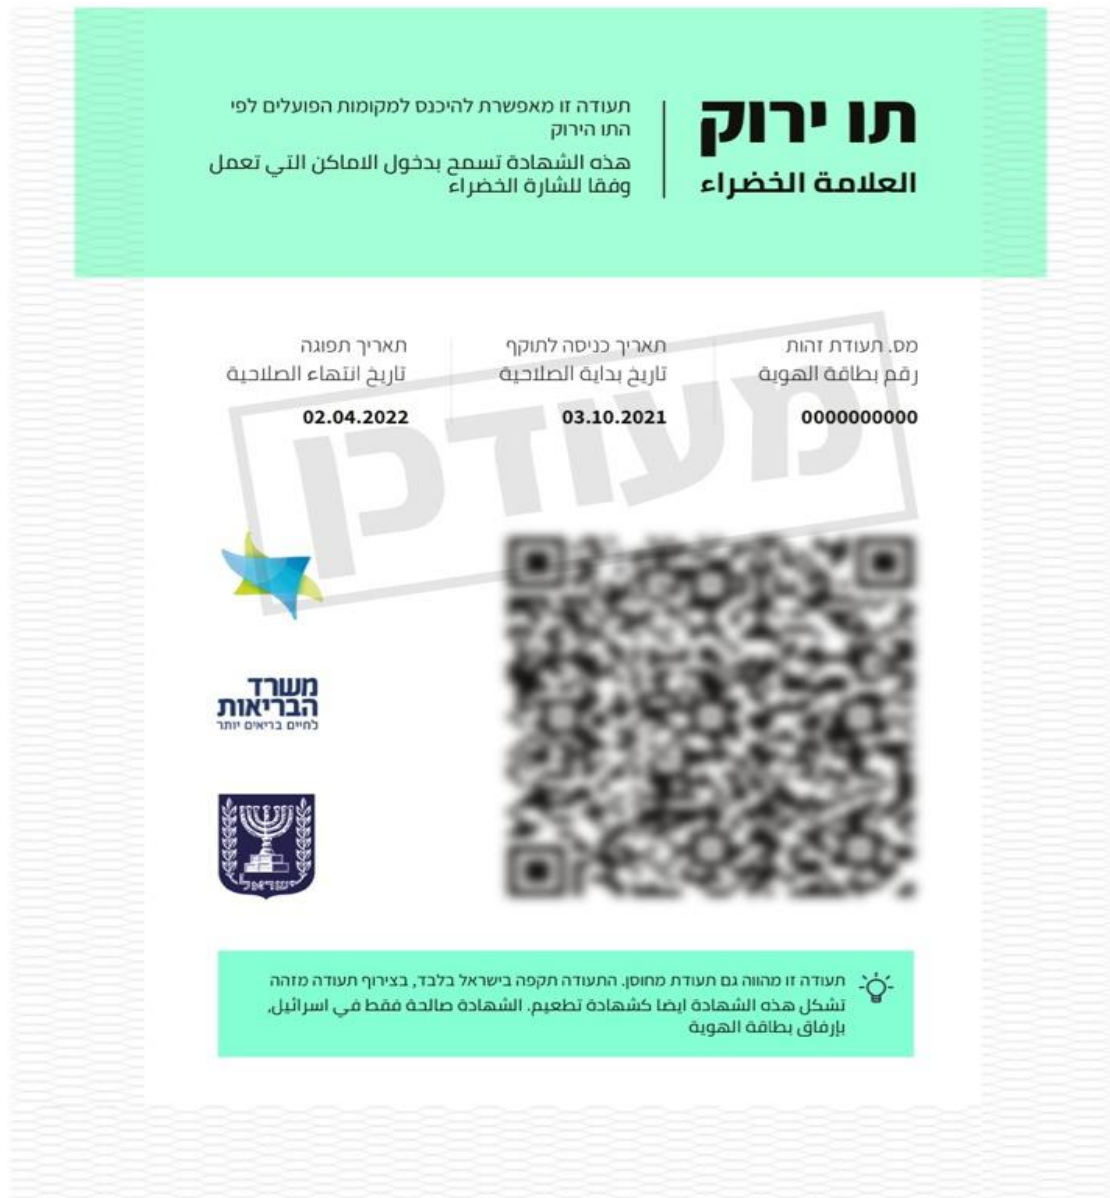 תו ירוק
العلامة الخضراء
תעודה זו מאפשרת להיכנס למקומות הפועלים לפי
התו הירוק
هذه الشهادة تسمح بدخول الاماكن التي تعمل
وفقا للشارة الخضراء
מס. תעודת זהות
رقم بطاقة الهوية
0000000000
תאריך כניסה לתוקף
تاريخ بداية الصلاحية
03.10.2021
תאריך תפוגה
تاريخ انتهاء الصلاحية
02.04.2022
מעודכן
משרד
הבריאות
לחיים בריאים יותר
ישראל
תעודה זו מהווה גם תעודת מחוסן. התעודה תקפה בישראל בלבד, בצירוף תעודה מזהה
تشكل هذه الشهادة ايضا كشهادة تطعيم. الشهادة صالحة فقط في اسرائيل,
بإرفاق بطاقة الهوية